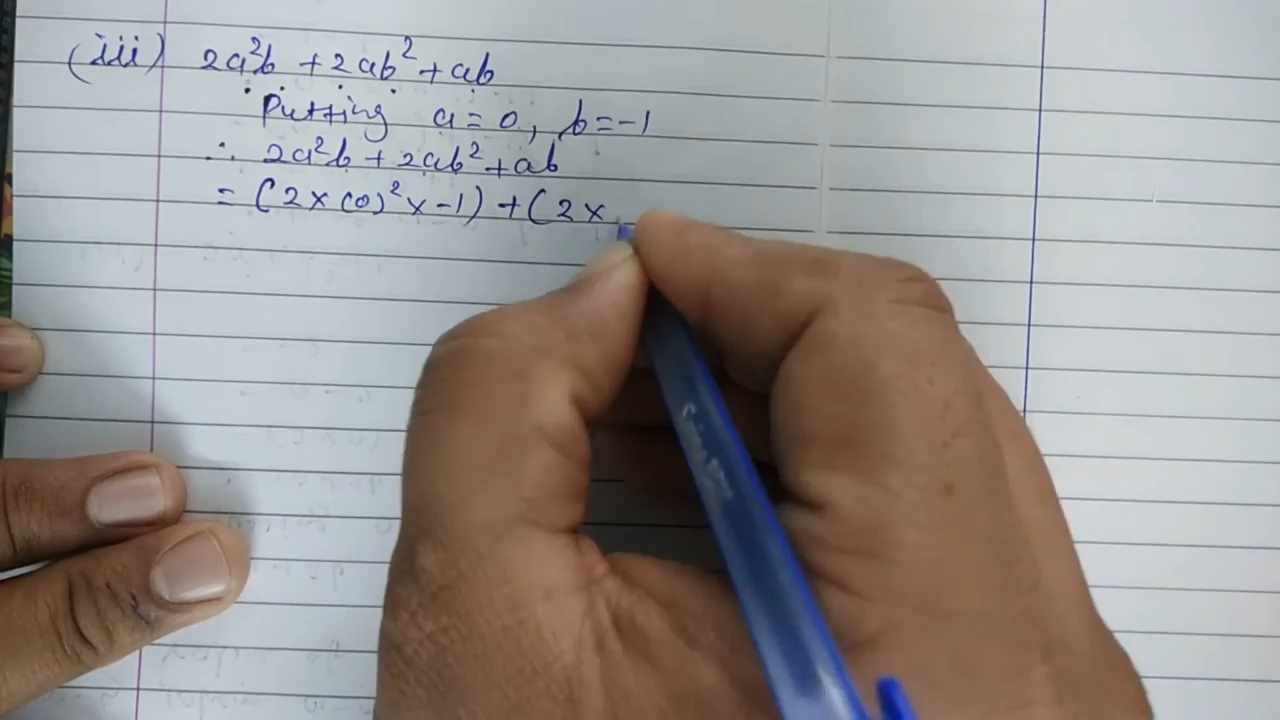 (iii) 2a²b + 2ab² + ab
Putting a = 0, b = -1
∴ 2a²b + 2ab² + ab
= (2 × (0)² × -1) + (2 ×